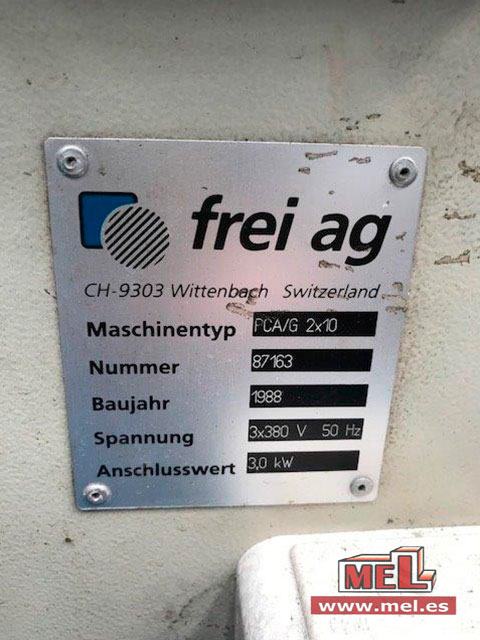 frei ag
CH-9303 Wittenbach Switzerland
Maschinentyp PCA/G 2x10
Nummer 87163
Baujahr 1988
Spannung 3x380 V 50 Hz
Anschlusswert 3,0 kW
MEL
www.mel.es